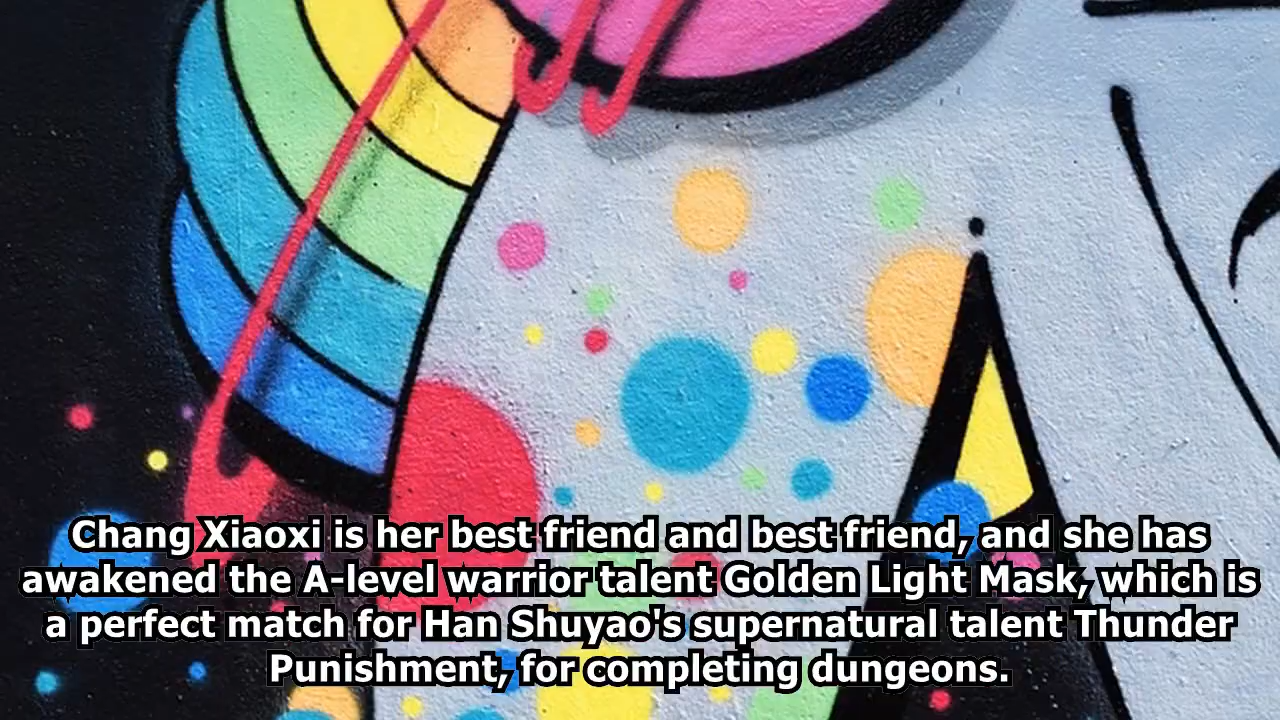 Chang Xiaoxi is her best friend and best friend, and she has
awakened the A-level warrior talent Golden Light Mask, which is
a perfect match for Han Shuyao's supernatural talent Thunder
Punishment, for completing dungeons.